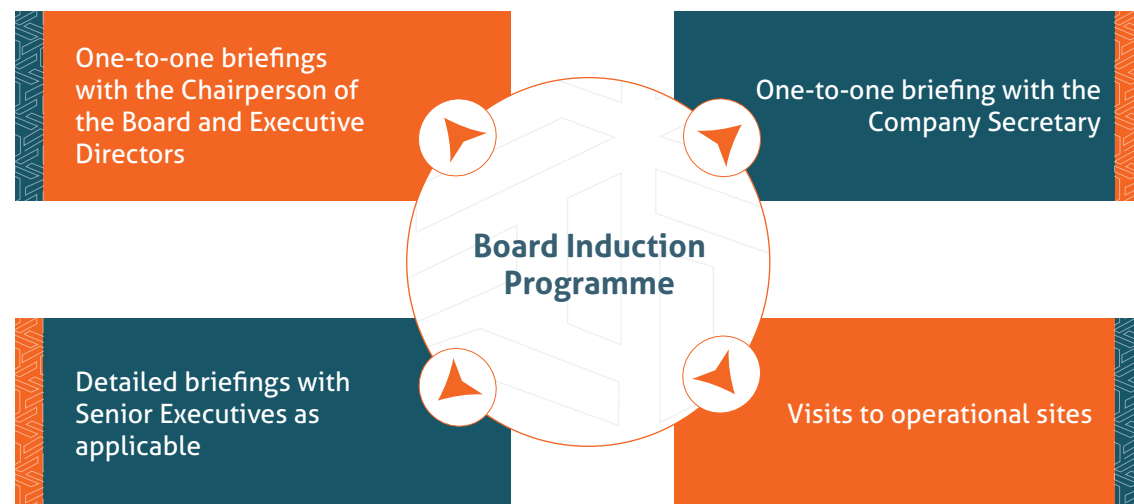 One-to-one briefings
with the Chairperson of
the Board and Executive
Directors
One-to-one briefing with the
Company Secretary
Board Induction
Programme
Detailed briefings with
Senior Executives as
applicable
Visits to operational sites